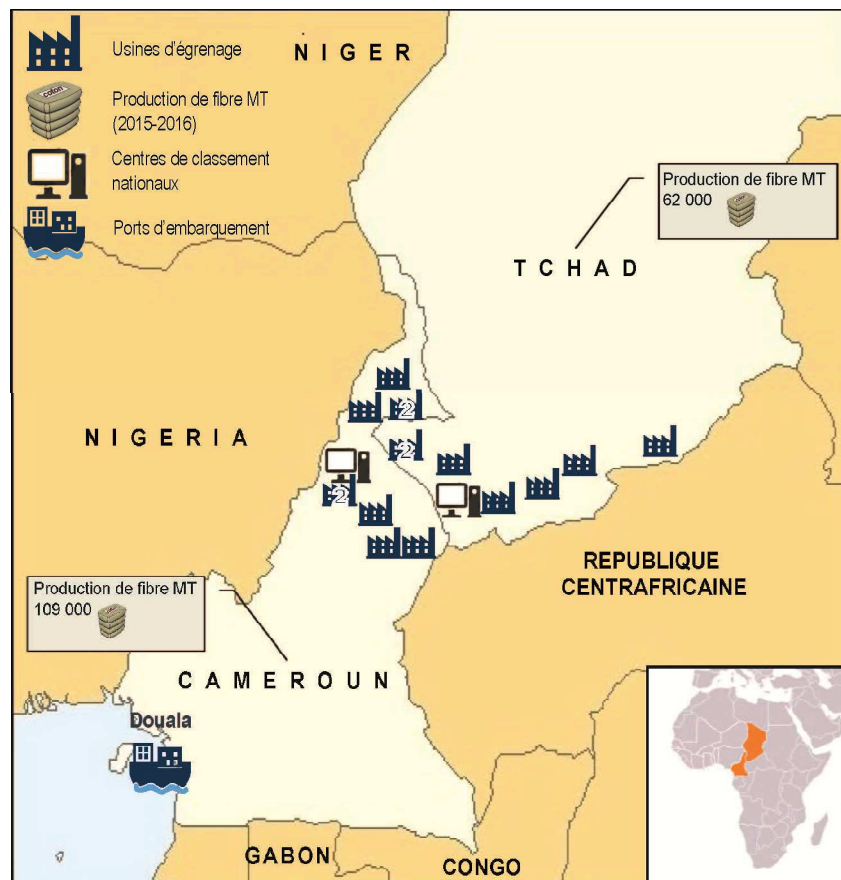 Usines d'égrenage
coton
Production de fibre MT
(2015-2016)
Centres de classement
nationaux
Ports d'embarquement
NIGER
Production de fibre MT
62 000
TCHAD
NIGERIA
2
2
2
REPUBLIQUE
CENTRAFRICAINE
Production de fibre MT
109 000
CAMEROUN
Douala
GABON
CONGO